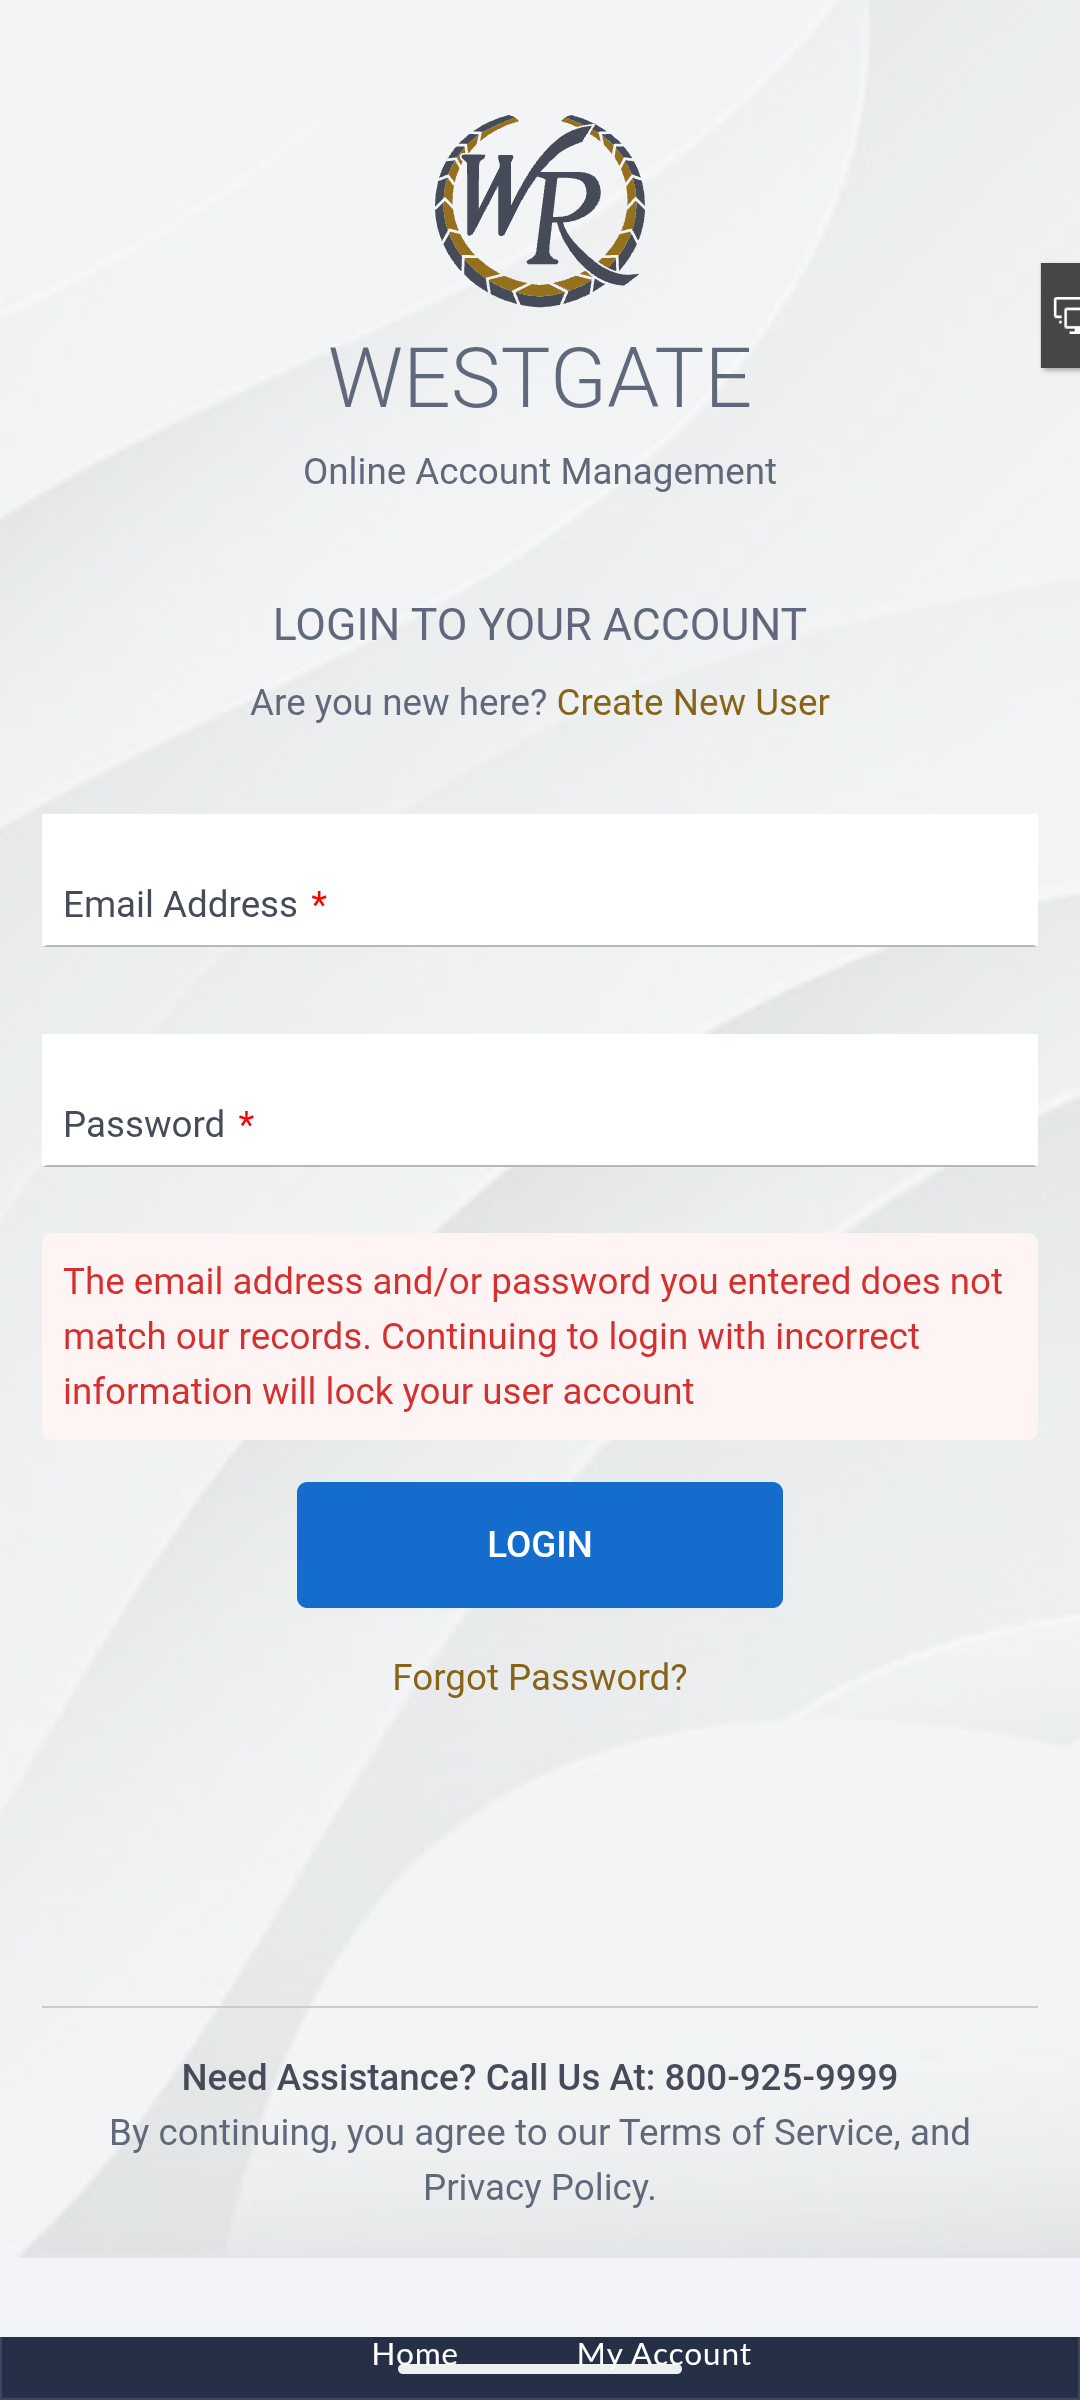 WR
WESTGATE
Online Account Management
LOGIN TO YOUR ACCOUNT
Are you new here? Create New User
Email Address *
Password *
The email address and/or password you entered does not
match our records. Continuing to login with incorrect
information will lock your user account
LOGIN
Forgot Password?
Need Assistance? Call Us At: 800-925-9999
By continuing, you agree to our Terms of Service, and
Privacy Policy.
Home My Account